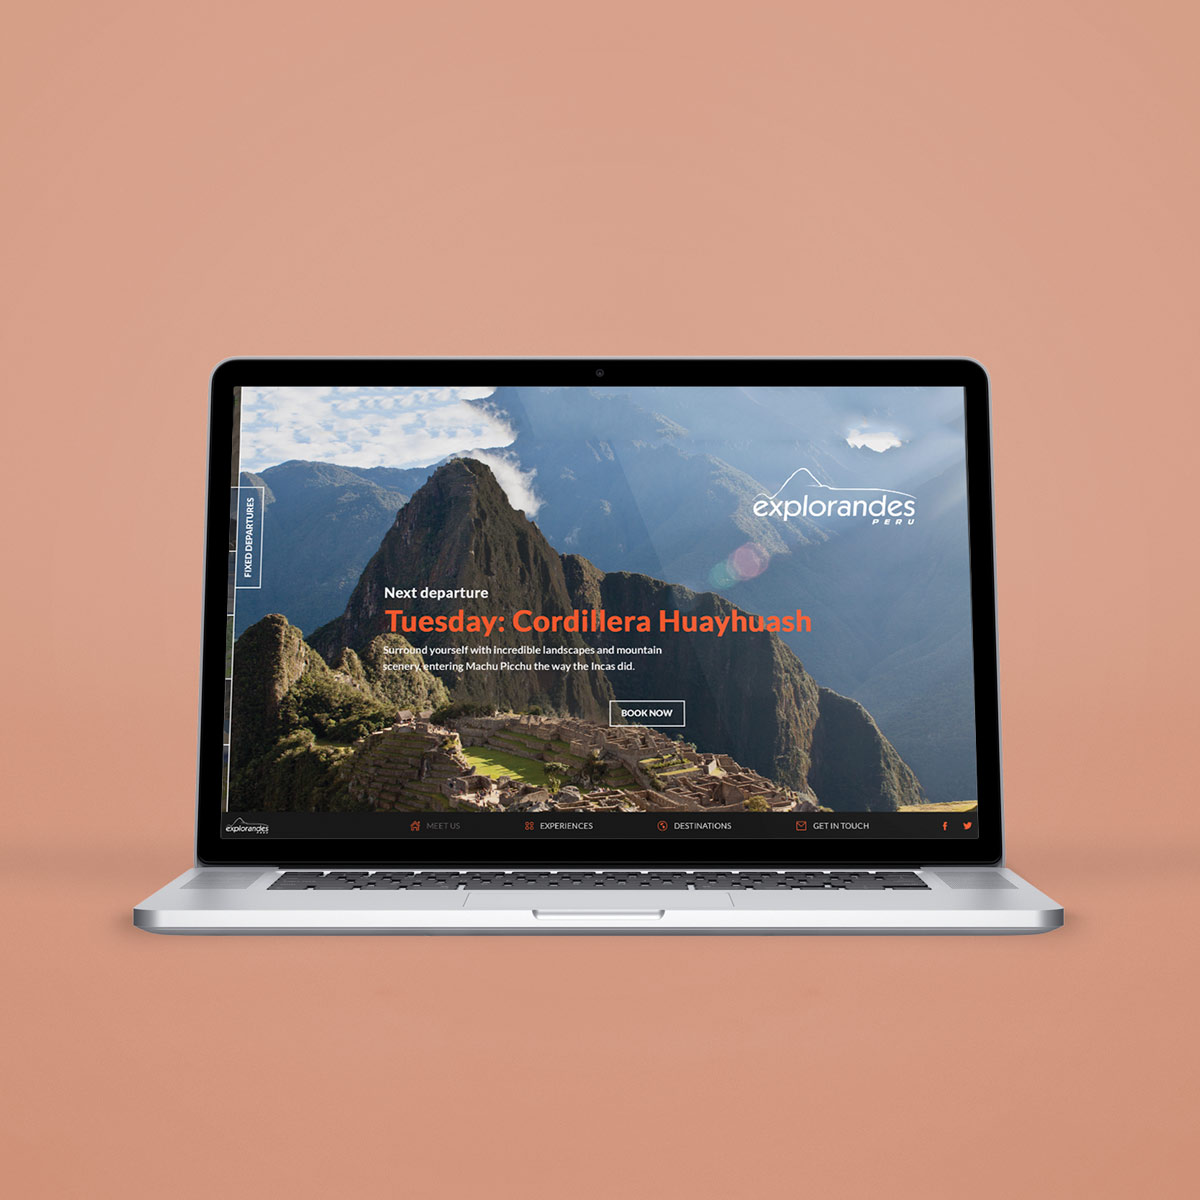 explorandes
PERU
FIXED DEPARTURES
Next departure
Tuesday: Cordillera Huayhuash
Surround yourself with incredible landscapes and mountain
scenery, entering Machu Picchu the way the Incas did.
BOOK NOW
explorandes
PERU
MEET US
EXPERIENCES
DESTINATIONS
GET IN TOUCH